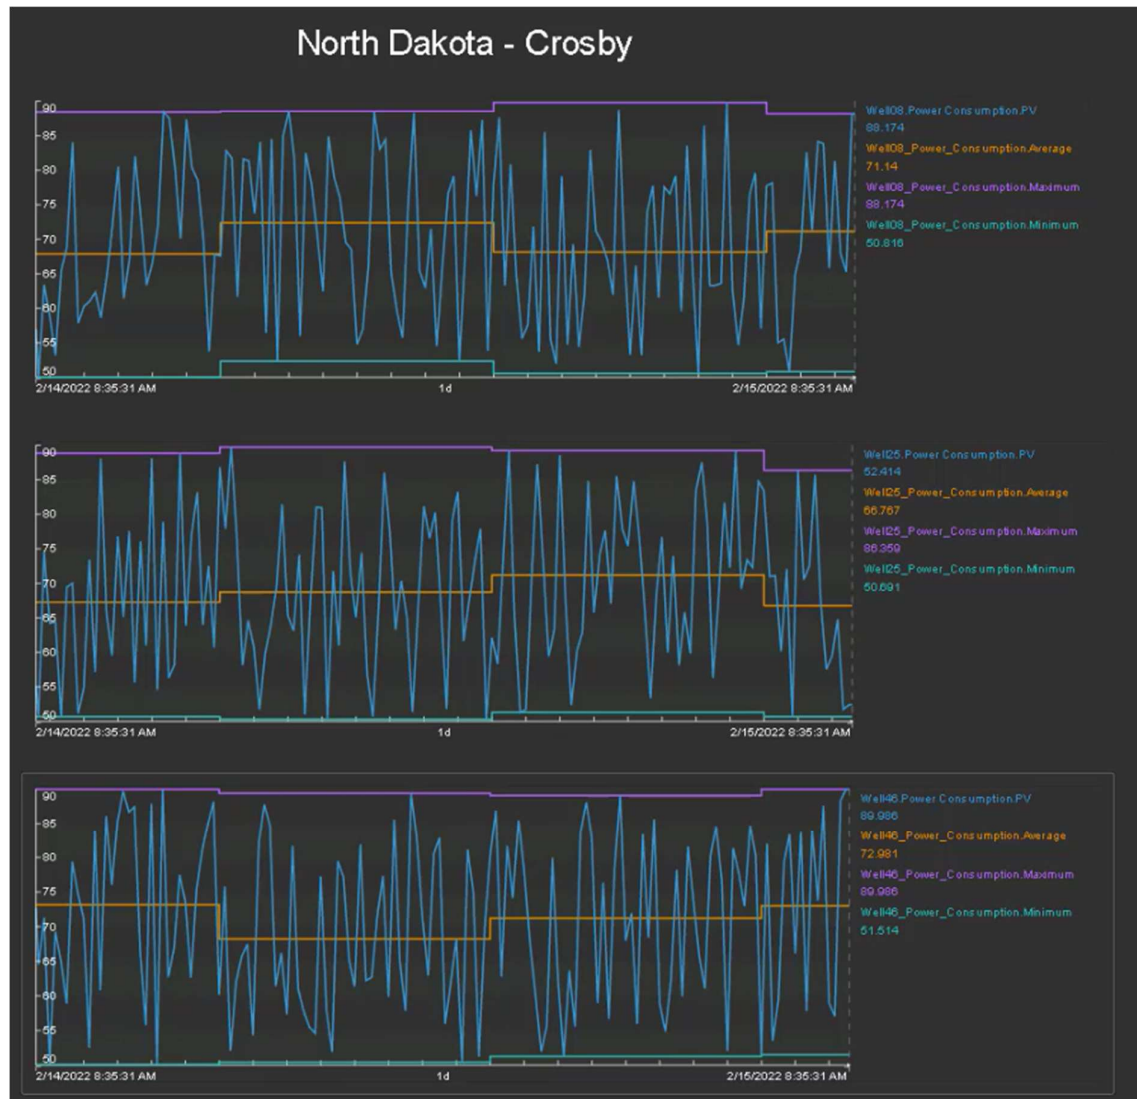 North Dakota - Crosby
90
85
80
75
70
65
60
55
50
2/14/2022 8:35:31 AM 1d 2/15/2022 8:35:31 AM
Well08.Power Consumption.PV
88.174
Well08_Power_Consumption.Average
71.14
Well08_Power_Consumption.Maximum
88.174
Well08_Power_Consumption.Minimum
50.816
90
85
80
75
70
65
60
55
50
2/14/2022 8:35:31 AM 1d 2/15/2022 8:35:31 AM
Well25.Power Consumption.PV
52.414
Well25_Power_Consumption.Average
66.767
Well25_Power_Consumption.Maximum
86.359
Well25_Power_Consumption.Minimum
50.691
90
85
80
75
70
65
60
55
50
2/14/2022 8:35:31 AM 1d 2/15/2022 8:35:31 AM
Well46.Power Consumption.PV
89.986
Well46_Power_Consumption.Average
72.981
Well46_Power_Consumption.Maximum
89.986
Well46_Power_Consumption.Minimum
51.514